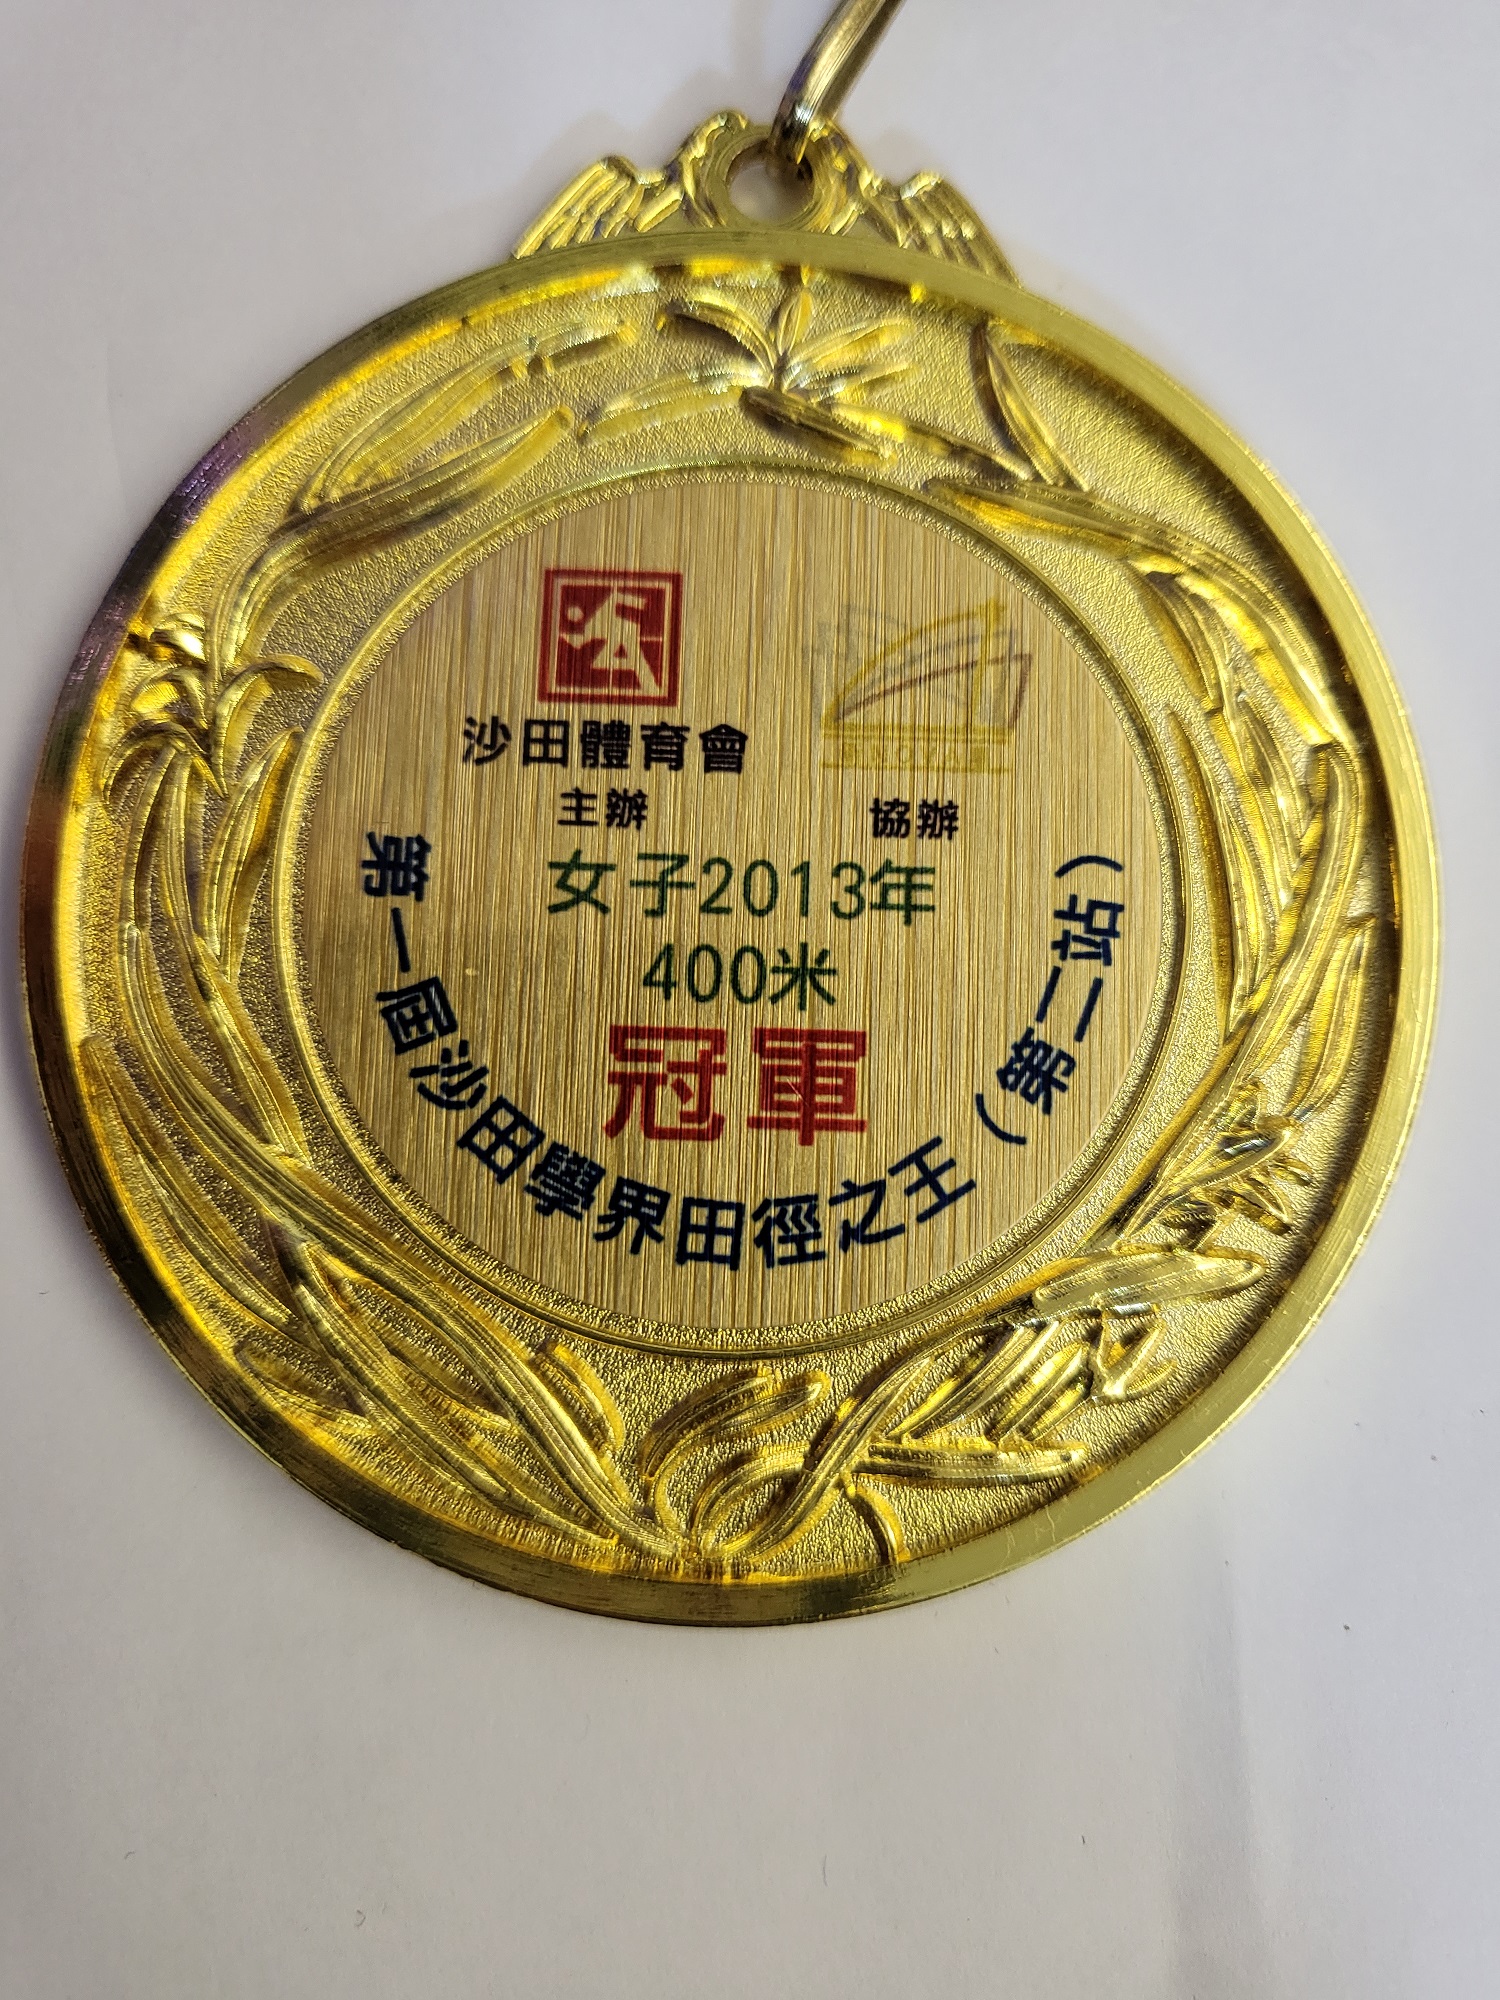 沙田體育會
主辦
協辦
女子2013年
400米
冠軍
第一屆沙田學界田徑之王（第二站）